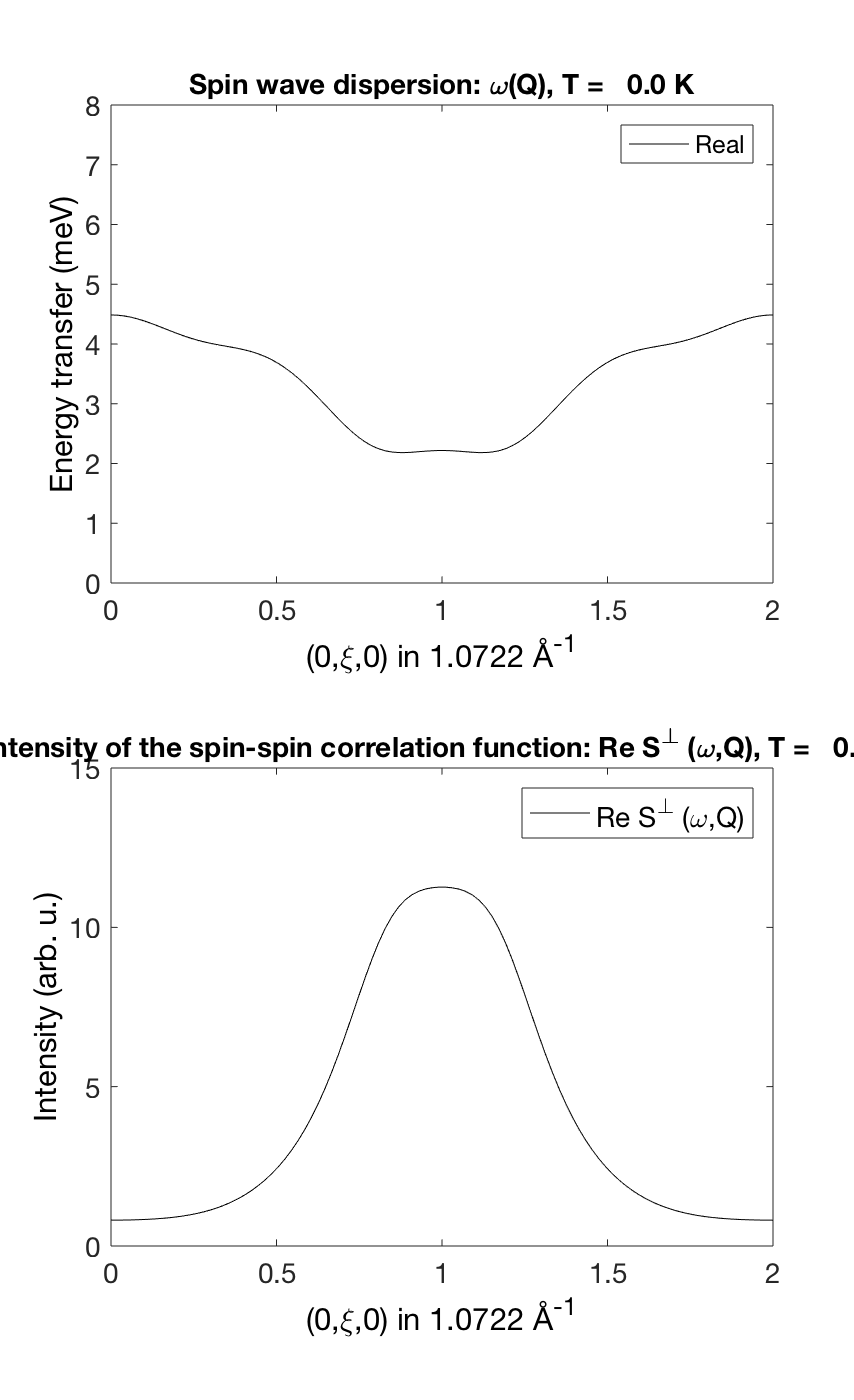 Spin wave dispersion: ω(Q), T = 0.0 K
8
7
6
5
4
3
2
1
0
Real
Energy transfer (meV)
0 0.5 1 1.5 2
(0,ξ,0) in 1.0722 Å⁻¹
ntensity of the spin-spin correlation function: Re S⊥ (ω,Q), T = 0.
15
10
5
0
Re S⊥ (ω,Q)
Intensity (arb. u.)
0 0.5 1 1.5 2
(0,ξ,0) in 1.0722 Å⁻¹